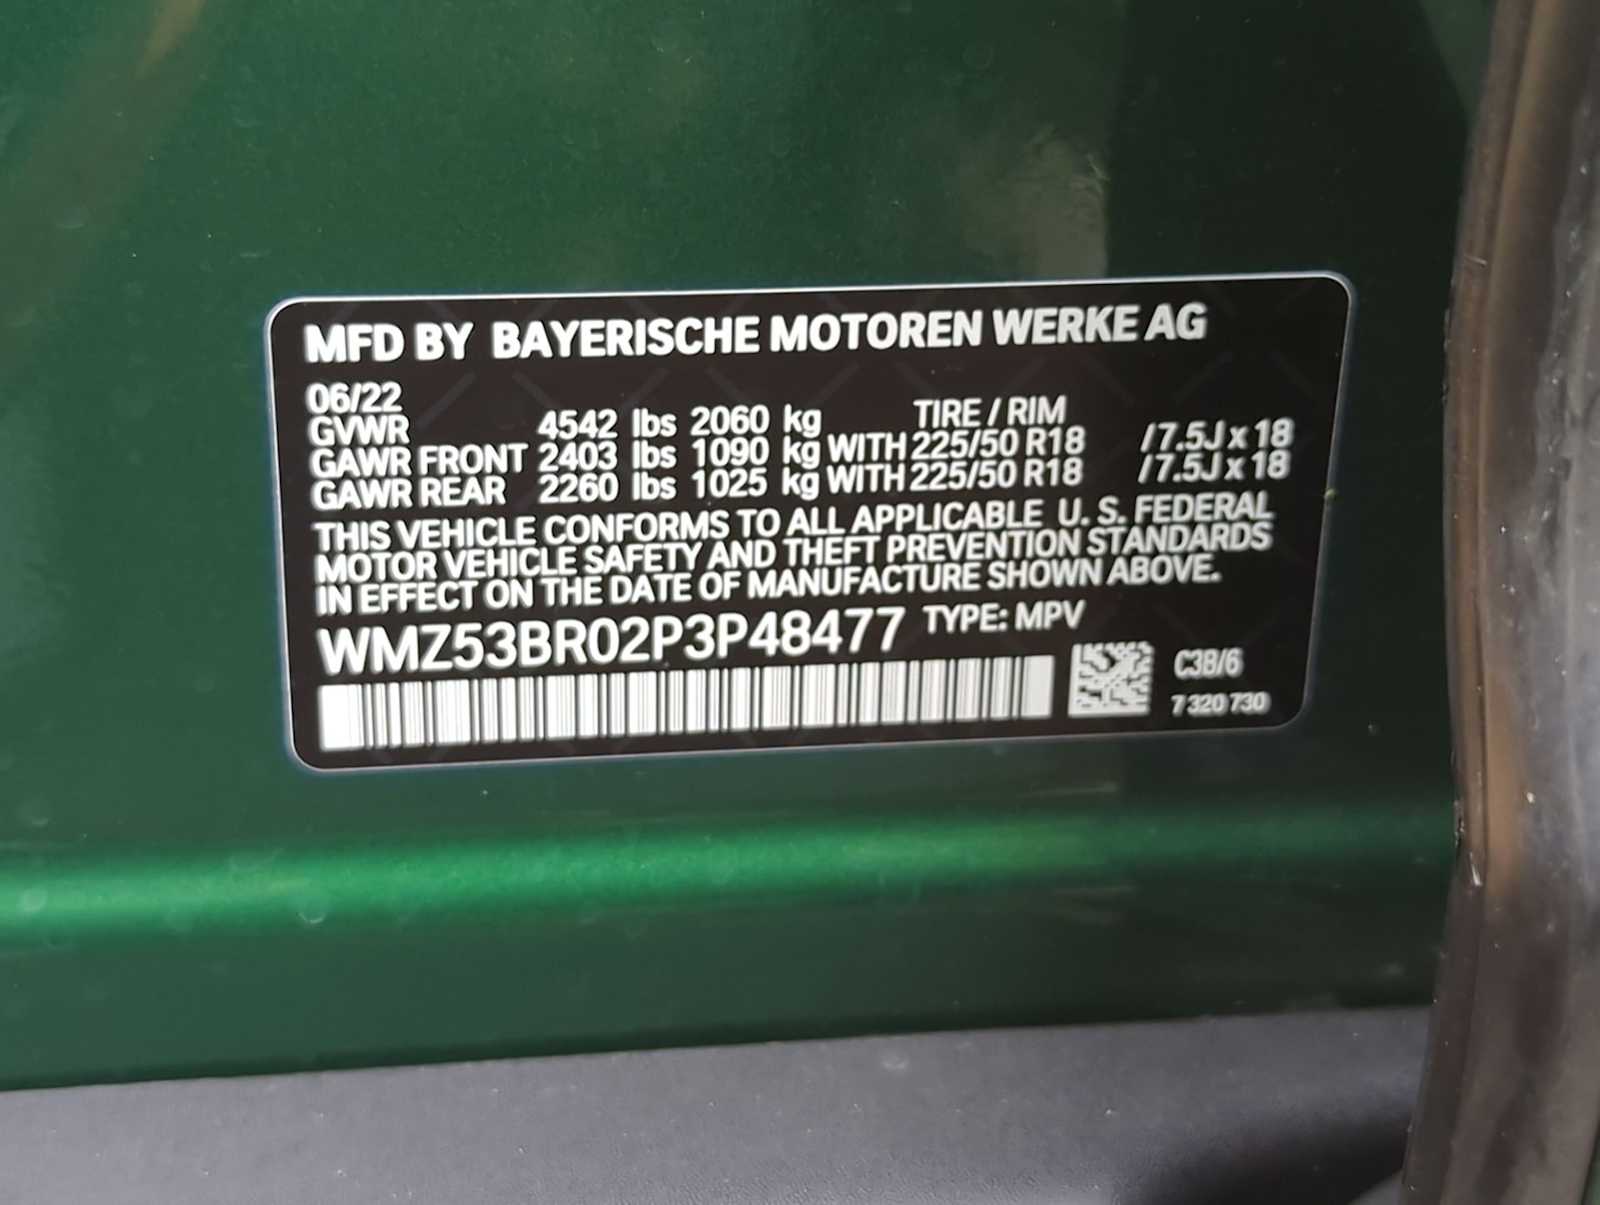 MFD BY BAYERISCHE MOTOREN WERKE AG
06/22
GVWR 4542 lbs 2060 kg TIRE / RIM
GAWR FRONT 2403 lbs 1090 kg WITH 225/50 R18 / 7.5J x 18
GAWR REAR 2260 lbs 1025 kg WITH 225/50 R18 / 7.5J x 18
THIS VEHICLE CONFORMS TO ALL APPLICABLE U. S. FEDERAL
MOTOR VEHICLE SAFETY AND THEFT PREVENTION STANDARDS
IN EFFECT ON THE DATE OF MANUFACTURE SHOWN ABOVE.
WMZ53BR02P3P48477 TYPE: MPV
C3B/6
7 320 730